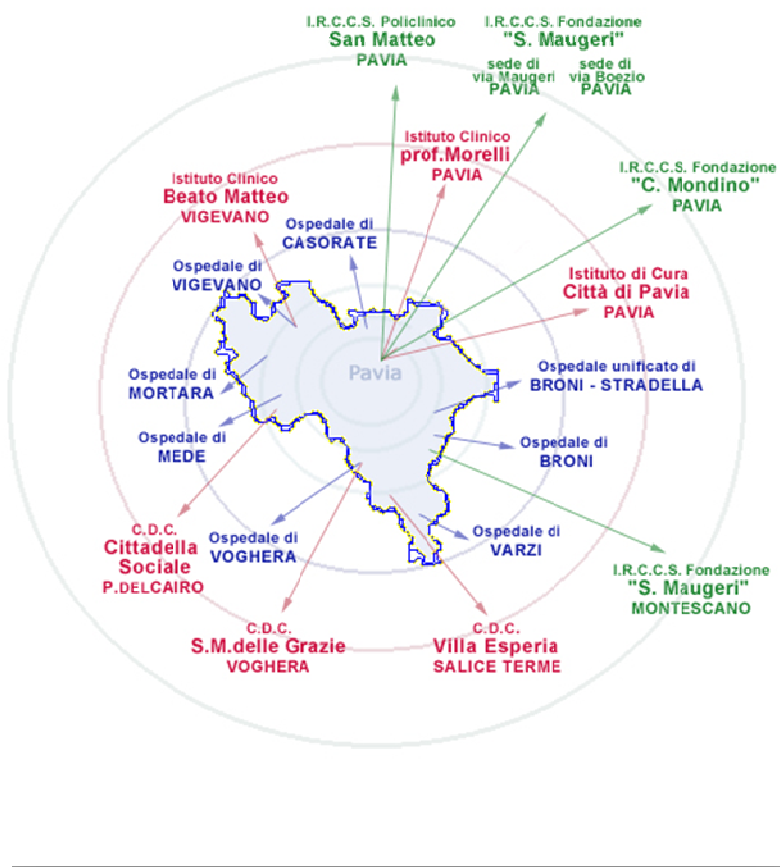 I.R.C.C.S. Policlinico
San Matteo
PAVIA
I.R.C.C.S. Fondazione
"S. Maugeri"
sede di
via Maugeri
PAVIA
sede di
via Boezio
PAVIA
Istituto Clinico
prof.Morelli
PAVIA
I.R.C.C.S. Fondazione
"C. Mondino"
PAVIA
Istituto Clinico
Beato Matteo
VIGEVANO
Ospedale di
CASORATE
Ospedale di
VIGEVANO
Istituto di Cura
Città di Pavia
PAVIA
Pavia
Ospedale di
MORTARA
Ospedale unificato di
BRONI - STRADELLA
Ospedale di
MEDE
Ospedale di
BRONI
C.D.C.
Cittadella
Sociale
P.DELCAIRO
Ospedale di
VOGHERA
Ospedale di
VARZI
I.R.C.C.S. Fondazione
"S. Maugeri"
MONTESCANO
C.D.C.
S.M.delle Grazie
VOGHERA
C.D.C.
Villa Esperia
SALICE TERME